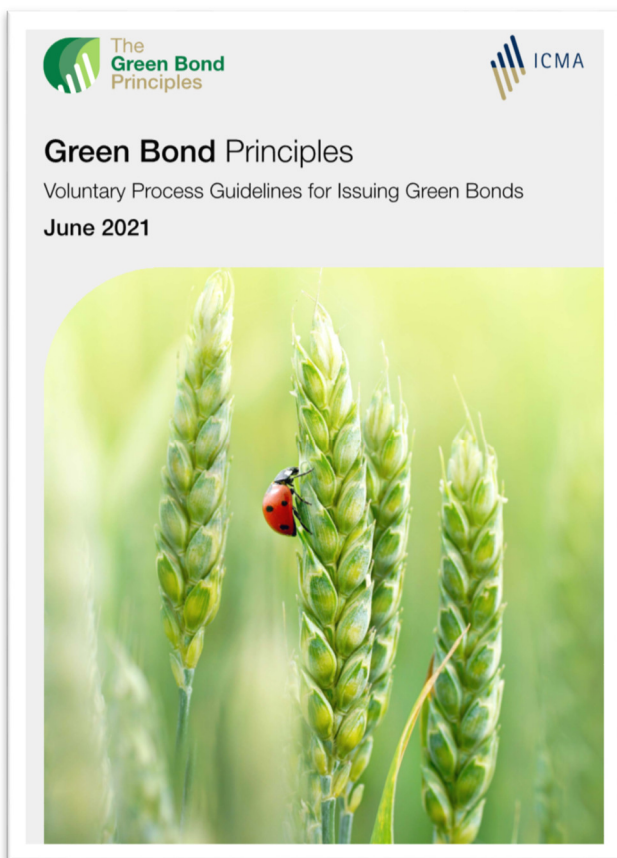 The
Green Bond
Principles
ICMA
Green Bond Principles
Voluntary Process Guidelines for Issuing Green Bonds
June 2021